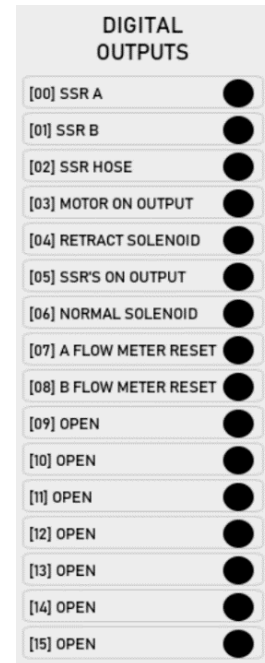 DIGITAL
OUTPUTS
[00] SSR A
[01] SSR B
[02] SSR HOSE
[03] MOTOR ON OUTPUT
[04] RETRACT SOLENOID
[05] SSR'S ON OUTPUT
[06] NORMAL SOLENOID
[07] A FLOW METER RESET
[08] B FLOW METER RESET
[09] OPEN
[10] OPEN
[11] OPEN
[12] OPEN
[13] OPEN
[14] OPEN
[15] OPEN